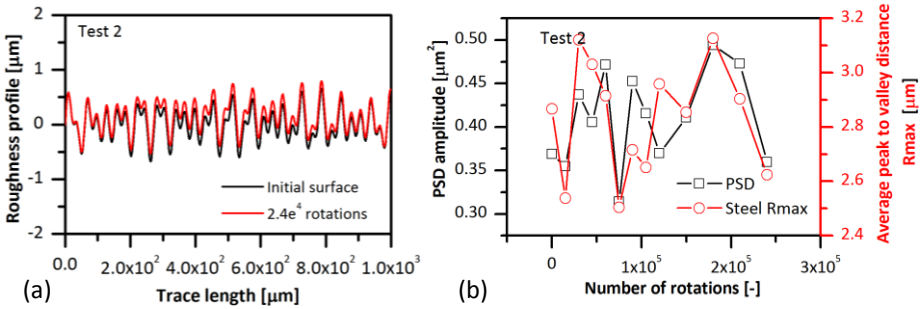 Test 2
Roughness profile [μm]
2
1
0
-1
-2
Initial surface
2.4e⁴ rotations
0.0
2.0x10²
4.0x10²
6.0x10²
8.0x10²
1.0x10³
Trace length [μm]
(a)
Test 2
PSD amplitude [μm²]
0.50
0.45
0.40
0.35
0.30
PSD
Steel Rmax
3.2
3.0
2.8
2.6
2.4
Average peak to valley distance
Rmax [μm]
0
1x10⁵
2x10⁵
3x10⁵
Number of rotations [-]
(b)